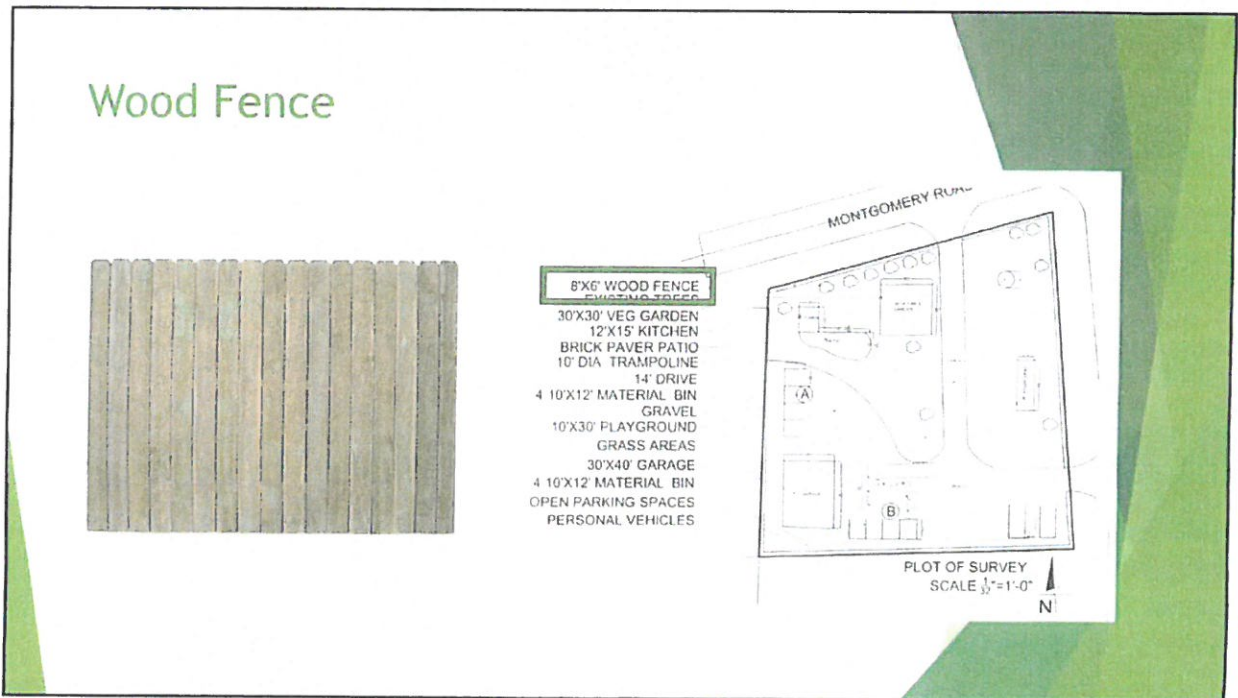 Wood Fence
MONTGOMERY
8'X6' WOOD FENCE
EXISTING TREES
30'X30' VEG GARDEN
12'X15' KITCHEN
BRICK PAVER PATIO
10' DIA TRAMPOLINE
14' DRIVE
4 10'X12' MATERIAL BIN
GRAVEL
10'X30' PLAYGROUND
GRASS AREAS
30'X40' GARAGE
4 10'X12' MATERIAL BIN
OPEN PARKING SPACES
PERSONAL VEHICLES
A
B
PLOT OF SURVEY
SCALE 1/32"=1'-0"
N